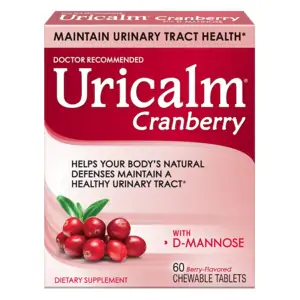 MAINTAIN URINARY TRACT HEALTH*
DOCTOR RECOMMENDED
Uricalm®
Cranberry
HELPS YOUR BODY'S NATURAL
DEFENSES MAINTAIN A
HEALTHY URINARY TRACT*
WITH
D-MANNOSE
60 Berry-Flavored
CHEWABLE TABLETS
DIETARY SUPPLEMENT